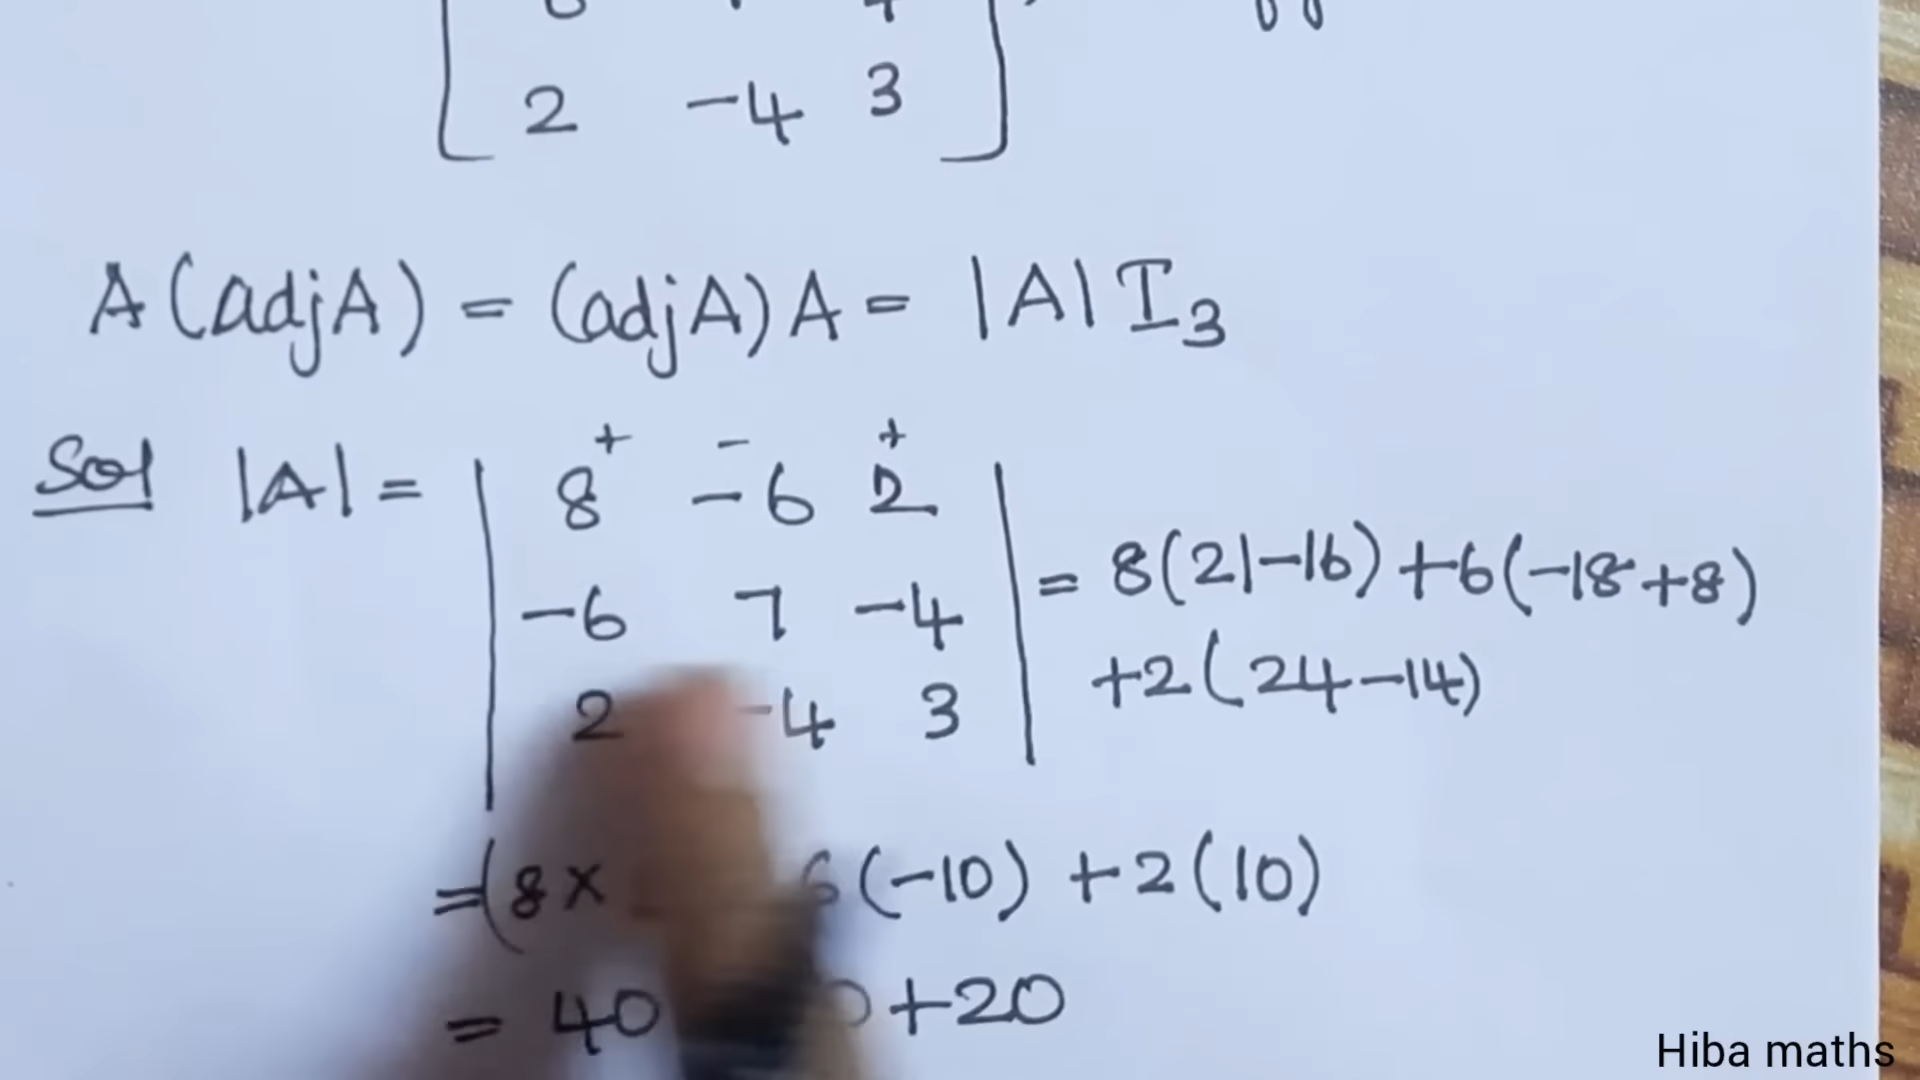 2 -4 3
A(adjA) = (adjA)A = |A| I₃
Sol |A| = | 8⁺ -6⁻ 2⁺ |
| -6 7 -4 | = 8(21-16)+6(-18+8)
| 2 -4 3 | +2(24-14)
=(8× 6(-10) +2(10)
= 40 +20
Hiba maths